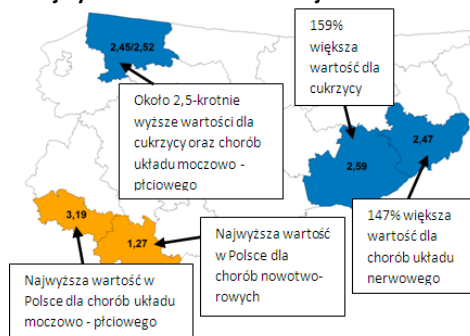 159%
większa
wartość dla
cukrzycy
2,45/2,52
Około 2,5-krotnie
wyższe wartości dla
cukrzycy oraz chorób
układu moczowo -
płciowego
2,47
2,59
3,19
1,27
Najwyższa wartość
w Polsce dla
chorób nowotwo-
rowych
147% większa
wartość dla
chorób układu
nerwowego
Najwyższa wartość w
Polsce dla chorób układu
moczowo - płciowego